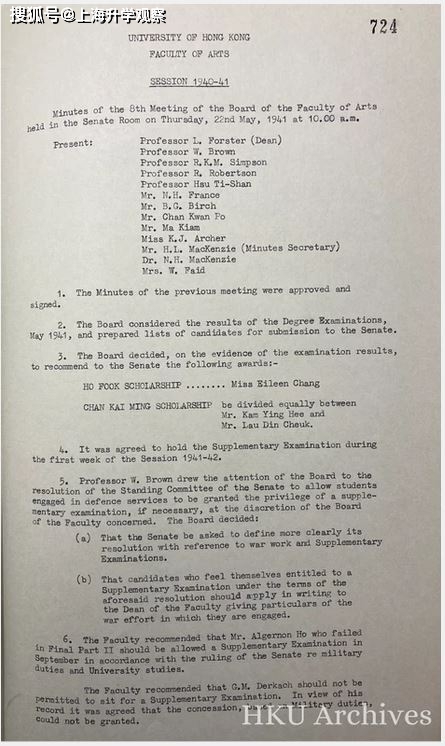 搜狐号@上海升学观察
724
UNIVERSITY OF HONG KONG
FACULTY OF ARTS
SESSION 1940-41
Minutes of the 8th Meeting of the Board of the Faculty of Arts
held in the Senate Room on Thursday, 22nd May, 1941 at 10.00 a.m.
Present: Professor L. Forster (Dean)
Professor W. Brown
Professor R.K.M. Simpson
Professor R. Robertson
Professor Hsu Ti-Shan
Mr. N.H. France
Mr. B.G. Birch
Mr. Chan Kwan Po
Mr. Ma Kiam
Miss K.J. Archer
Mr. H.L. MacKenzie (Minutes Secretary)
Dr. N.H. MacKenzie
Mrs. W. Faid
1. The Minutes of the previous meeting were approved and
signed.
2. The Board considered the results of the Degree Examinations,
May 1941, and prepared lists of candidates for submission to the Senate.
3. The Board decided, on the evidence of the examination results,
to recommend to the Senate the following awards:-
HO FOOK SCHOLARSHIP ........ Miss Eileen Chang
CHAN KAI MING SCHOLARSHIP be divided equally between
Mr. Kam Ying Hee and
Mr. Lau Din Cheuk.
4. It was agreed to hold the Supplementary Examination during
the first week of the Session 1941-42.
5. Professor W. Brown drew the attention of the Board to the
resolution of the Standing Committee of the Senate to allow students
engaged in defence services to be granted the privilege of a supple-
mentary examination, if necessary, at the discretion of the Board
of the Faculty concerned. The Board decided:
(a) That the Senate be asked to define more clearly its
resolution with reference to war work and Supplementary
Examinations.
(b) That candidates who feel themselves entitled to a
Supplementary Examination under the terms of the
aforesaid resolution should apply in writing to
the Dean of the Faculty giving particulars of the
war effort in which they are engaged.
6. The Faculty recommended that Mr. Algernon Ho who failed
in Final Part II should be allowed a Supplementary Examination in
September in accordance with the ruling of the Senate re military
duties and University studies.
The Faculty recommended that G.M. Derkach should not be
permitted to sit for a Supplementary Examination. In view of his
record it was agreed that the concession, Military duties,
could not be granted.
HKU Archives